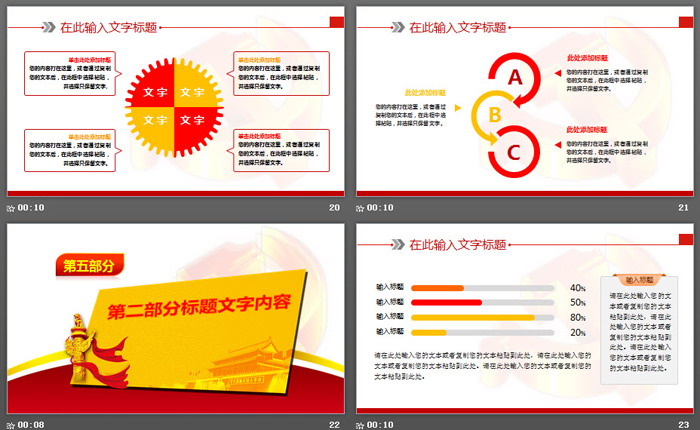 在此输入文字标题
单击此处添加标题
您的内容打在这里，或者通过复制
您的文本后，在此框中选择粘贴，
并选择只保留文字。
单击此处添加标题
您的内容打在这里，或者通过复制
您的文本后，在此框中选择粘贴，
并选择只保留文字。
文字 文字
文字 文字
单击此处添加标题
您的内容打在这里，或者通过复制
您的文本后，在此框中选择粘贴，
并选择只保留文字。
单击此处添加标题
您的内容打在这里，或者通过复制
您的文本后，在此框中选择粘贴，
并选择只保留文字。
00:10
20
在此输入文字标题
A
此处添加标题
您的内容打在这里，或者通过复制
您的文本后，在此框中选择粘贴，
并选择只保留文字。
此处添加标题
您的内容打在这里，或者通过复制
您的文本后，在此框中选择粘贴，
并选择只保留文字。
B
C
此处添加标题
您的内容打在这里，或者通过复制
您的文本后，在此框中选择粘贴，
并选择只保留文字。
00:10
21
第五部分
第二部分标题文字内容
00:08
22
在此输入文字标题
输入标题 40%
输入标题 50%
输入标题 80%
输入标题 20%
请在此处输入您的文本或者复制您的文本粘贴到此处，请在此处输入您的
文本或者复制您的文本粘贴到此处，请在此处输入您的文本或者复制您的
文本粘贴到此处。
输入标题
请在此处输入您的文
本或者复制您的文本
粘贴到此处，请在此
处输入您的文本或者
复制您的文本粘贴到
此处。请在此处输入
您的文本或者复制您
的文本粘贴到此处。
00:10
23